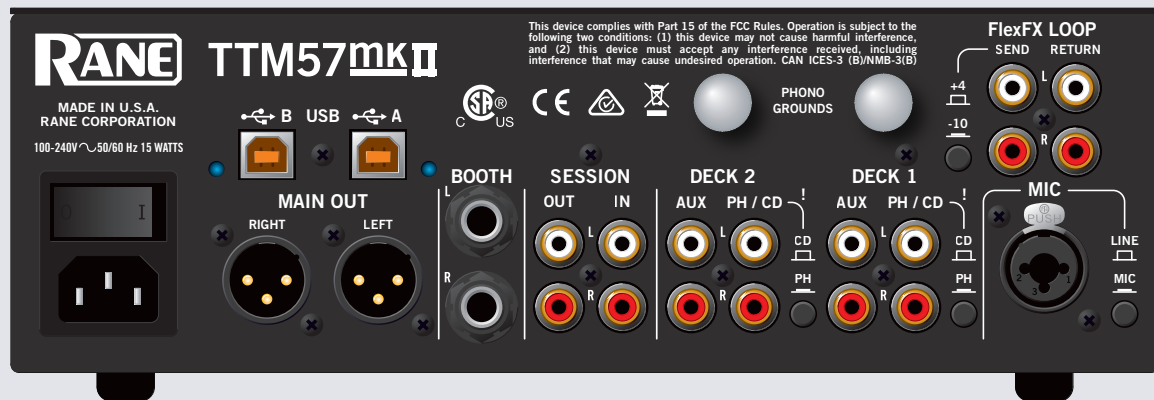 RANE
MADE IN U.S.A.
RANE CORPORATION
100-240V 50/60 Hz 15 WATTS
O I
TTM57mkII
B USB A
MAIN OUT
RIGHT LEFT
3
This device complies with Part 15 of the FCC Rules. Operation is subject to the
following two conditions: (1) this device may not cause harmful interference,
and (2) this device must accept any interference received, including
interference that may cause undesired operation. CAN ICES-3 (B)/NMB-3(B)
C SA ® US
CE
PHONO
GROUNDS
BOOTH
L
R
SESSION
OUT IN
L
R
DECK 2
AUX PH / CD !
L
CD
PH
R
DECK 1
AUX PH / CD !
L
CD
PH
R
FlexFX LOOP
SEND RETURN
+4
L
-10
R
MIC
®
PUSH
LINE
2 1
3
MIC